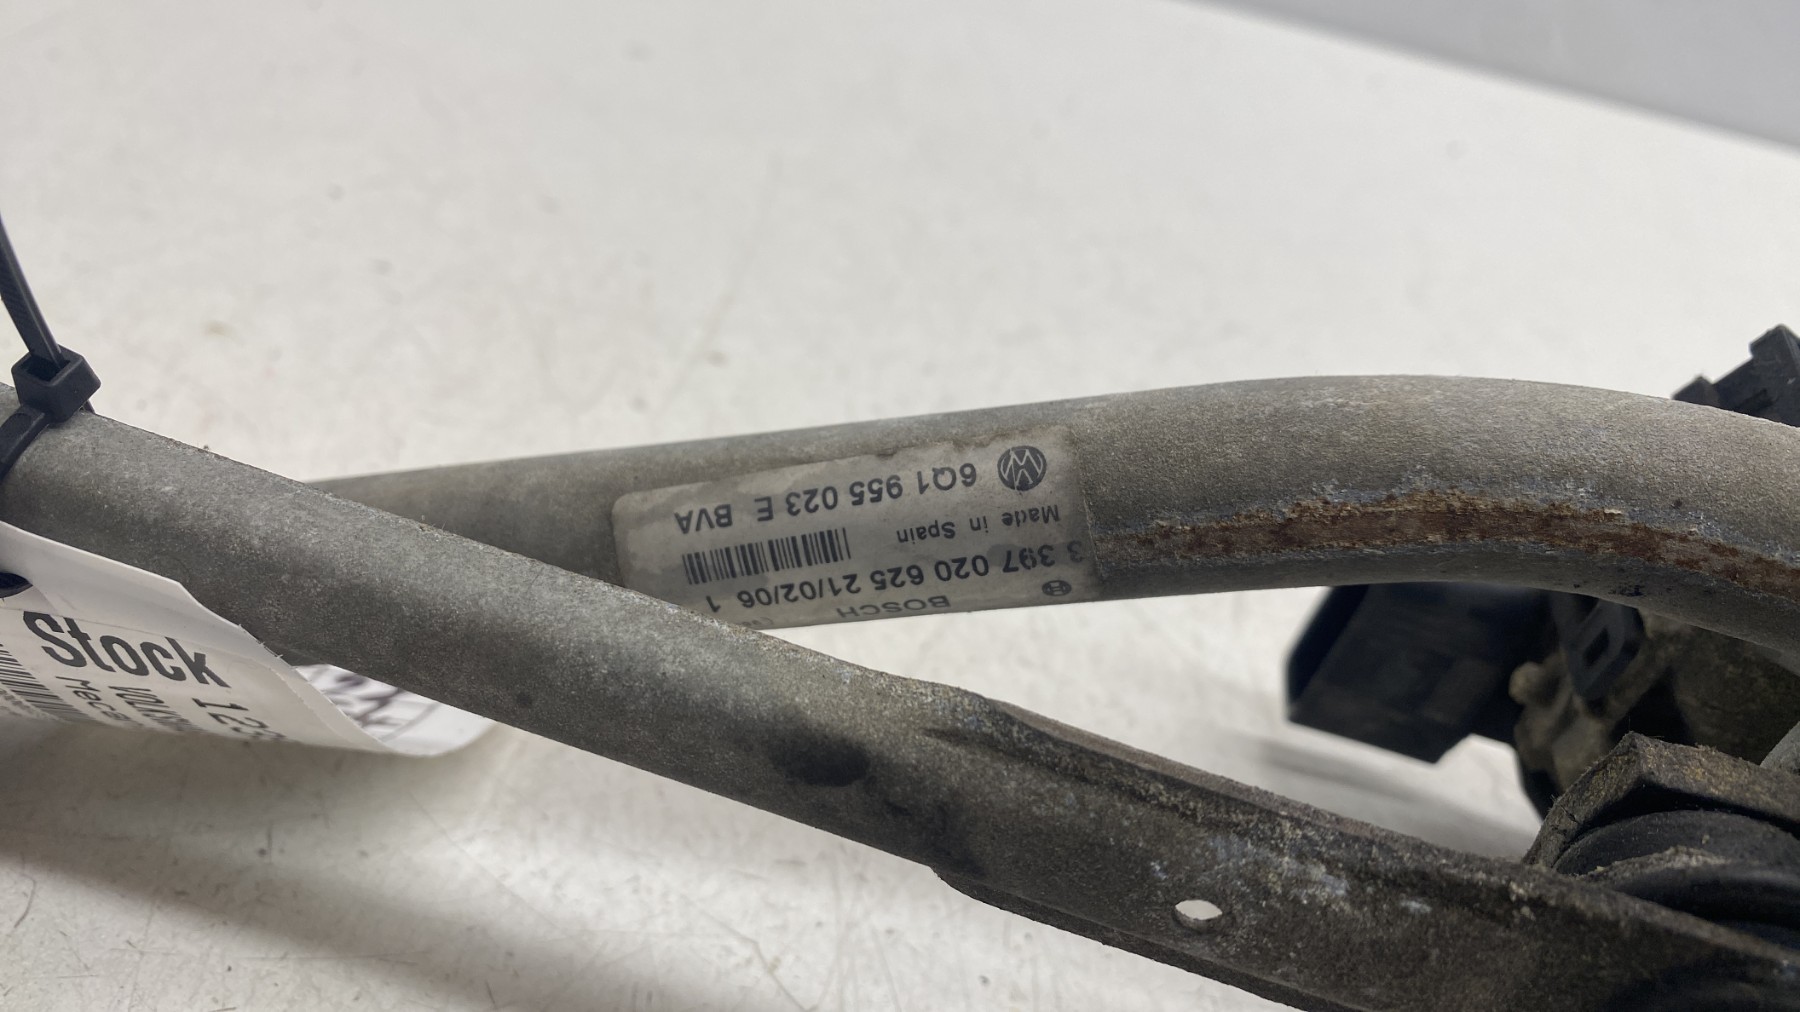 6Q1 955 023 E BVA
Made in Spain
3 397 020 625 21/02/06 1
BOSCH
Stock